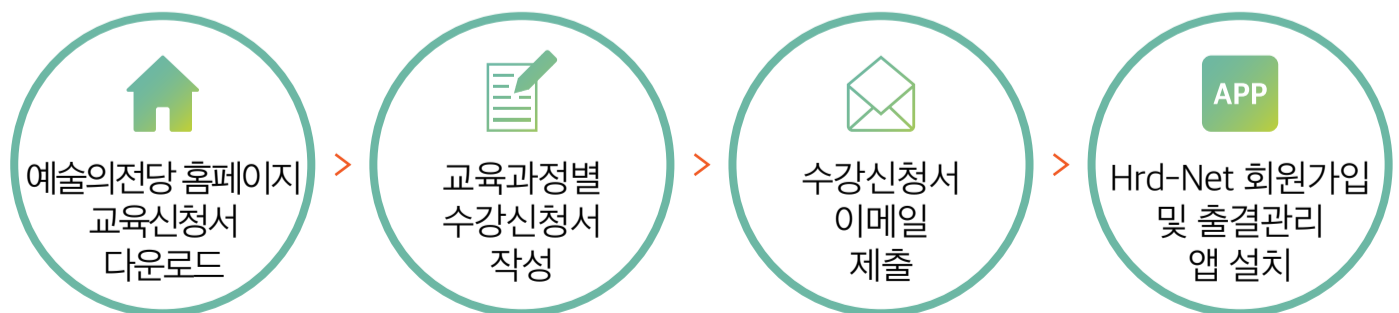 예술의전당 홈페이지
교육신청서
다운로드
>
교육과정별
수강신청서
작성
>
수강신청서
이메일
제출
>
APP
Hrd-Net 회원가입
및 출결관리
앱 설치